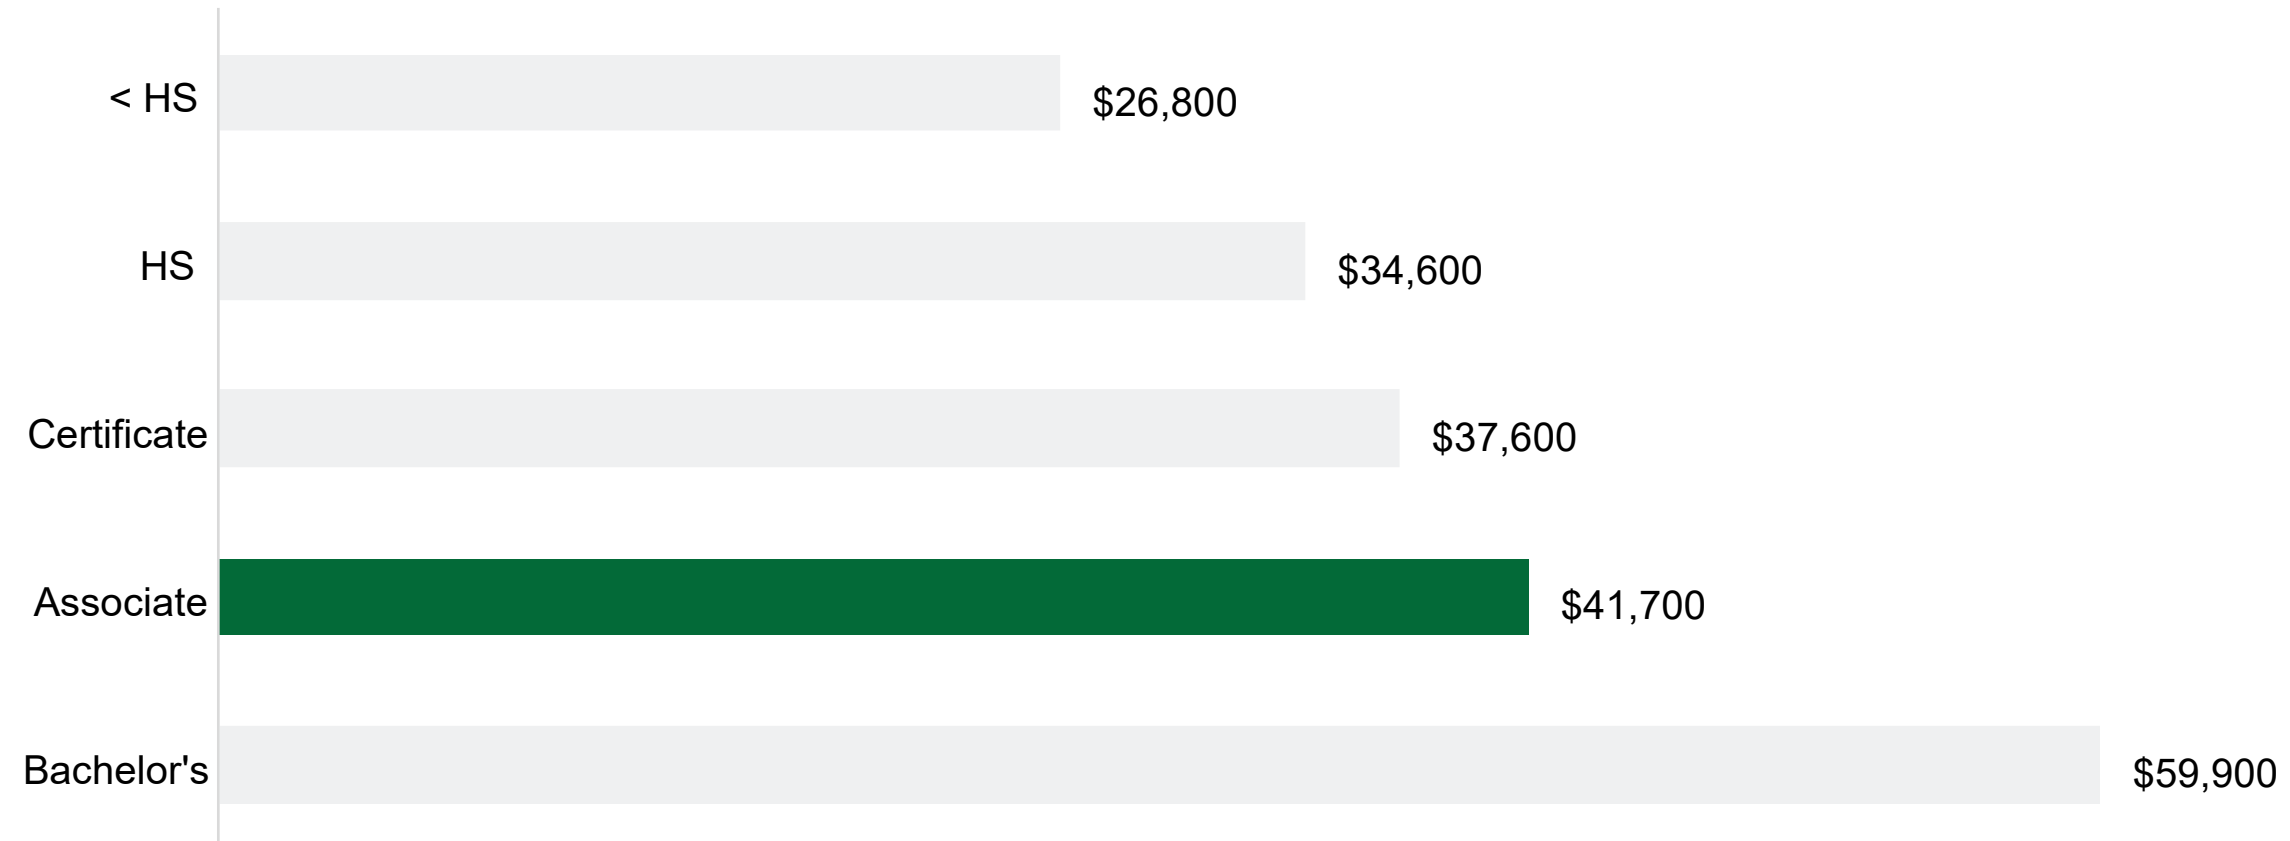 < HS $26,800
HS $34,600
Certificate $37,600
Associate $41,700
Bachelor's $59,900